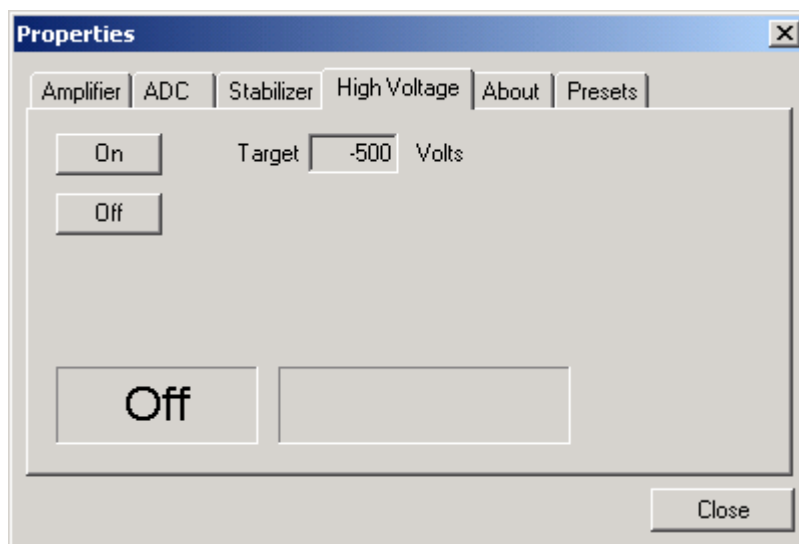 Properties
Amplifier ADC Stabilizer High Voltage About Presets
On Target -500 Volts
Off
Off
Close